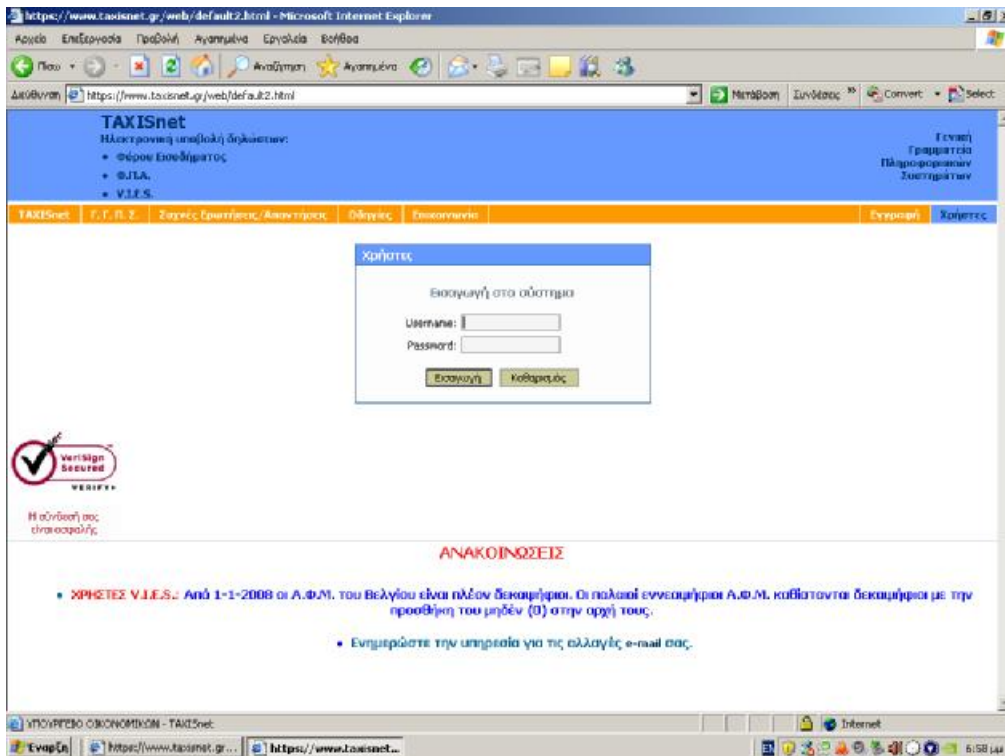 https://www.taxisnet.gr/web/default2.html - Microsoft Internet Explorer
Αρχείο Επεξεργασία Προβολή Αγαπημένα Εργαλεία Βοήθεια
Πίσω Αναζήτηση Αγαπημένα
Διεύθυνση https://www.taxisnet.gr/web/default2.html Μετάβαση Συνδέσεις » Convert Select
TAXISnet
Ηλεκτρονική υποβολή δηλώσεων:
• Φόρου Εισοδήματος
• Φ.Π.Α.
• V.I.E.S.
Γενική
Γραμματεία
Πληροφοριακών
Συστημάτων
TAXISnet Γ.Γ.Π.Σ. Συχνές Ερωτήσεις/Απαντήσεις Οδηγίες Επικοινωνία Εγγραφή Χρήστες
Χρήστες
Εισαγωγή στο σύστημα
Username:
Password:
Εισαγωγή Καθαρισμός
VeriSign
Secured
VERIFY
Η σύνδεσή σας
είναι ασφαλής
ΑΝΑΚΟΙΝΩΣΕΙΣ
• ΧΡΗΣΤΕΣ V.I.E.S.: Από 1-1-2008 οι Α.Φ.Μ. του Βελγίου είναι πλέον δεκαψήφιοι. Οι παλαιοί εννεαψήφιοι Α.Φ.Μ. καθίστανται δεκαψήφιοι με την
προσθήκη του μηδέν (0) στην αρχή τους.
• Ενημερώστε την υπηρεσία για τις αλλαγές e-mail σας.
ΥΠΟΥΡΓΕΙΟ ΟΙΚΟΝΟΜΙΚΩΝ - TAXISnet Internet
Έναρξη https://www.taxisnet.gr... https://www.taxisnet... 6:58 μμ